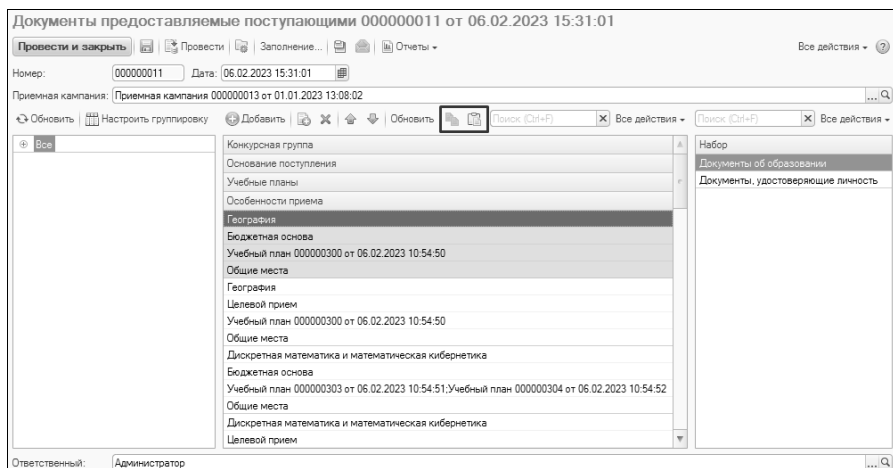 Документы предоставляемые поступающими 000000011 от 06.02.2023 15:31:01
Провести и закрыть Провести Заполнение... Отчеты Все действия ?
Номер: 000000011 Дата: 06.02.2023 15:31:01
Приемная кампания: Приемная кампания 000000013 от 01.01.2023 13:08:02 ...
Обновить Настроить группировку Добавить Обновить Поиск (Ctrl+F) X Все действия Поиск (Ctrl+F) X Все действия
Все
Конкурсная группа
Основание поступления
Учебные планы
Особенности приема
География
Бюджетная основа
Учебный план 000000300 от 06.02.2023 10:54:50
Общие места
География
Целевой прием
Учебный план 000000300 от 06.02.2023 10:54:50
Общие места
Дискретная математика и математическая кибернетика
Бюджетная основа
Учебный план 000000303 от 06.02.2023 10:54:51;Учебный план 000000304 от 06.02.2023 10:54:52
Общие места
Дискретная математика и математическая кибернетика
Целевой прием
Набор
Документы об образовании
Документы, удостоверяющие личность
Ответственный: Администратор ...